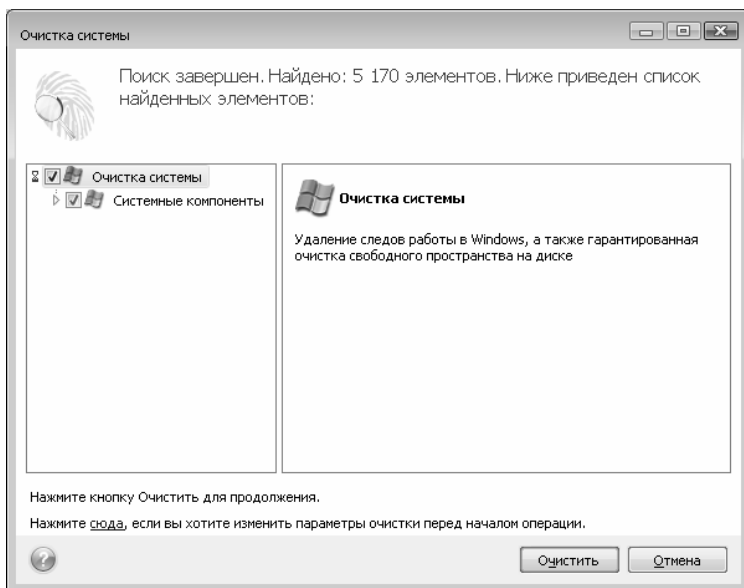 Очистка системы
Поиск завершен. Найдено: 5 170 элементов. Ниже приведен список
найденных элементов:
Очистка системы
Системные компоненты
Очистка системы
Удаление следов работы в Windows, а также гарантированная
очистка свободного пространства на диске
Нажмите кнопку Очистить для продолжения.
Нажмите сюда, если вы хотите изменить параметры очистки перед началом операции.
Очистить
Отмена